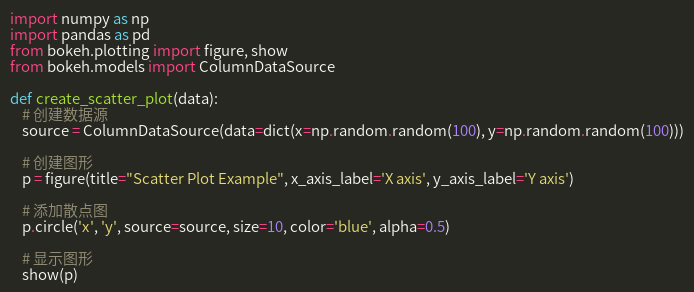 import numpy as np
import pandas as pd
from bokeh.plotting import figure, show
from bokeh.models import ColumnDataSource
def create_scatter_plot(data):
# 创建数据源
source = ColumnDataSource(data=dict(x=np.random.random(100), y=np.random.random(100)))
# 创建图形
p = figure(title="Scatter Plot Example", x_axis_label='X axis', y_axis_label='Y axis')
# 添加散点图
p.circle('x', 'y', source=source, size=10, color='blue', alpha=0.5)
# 显示图形
show(p)